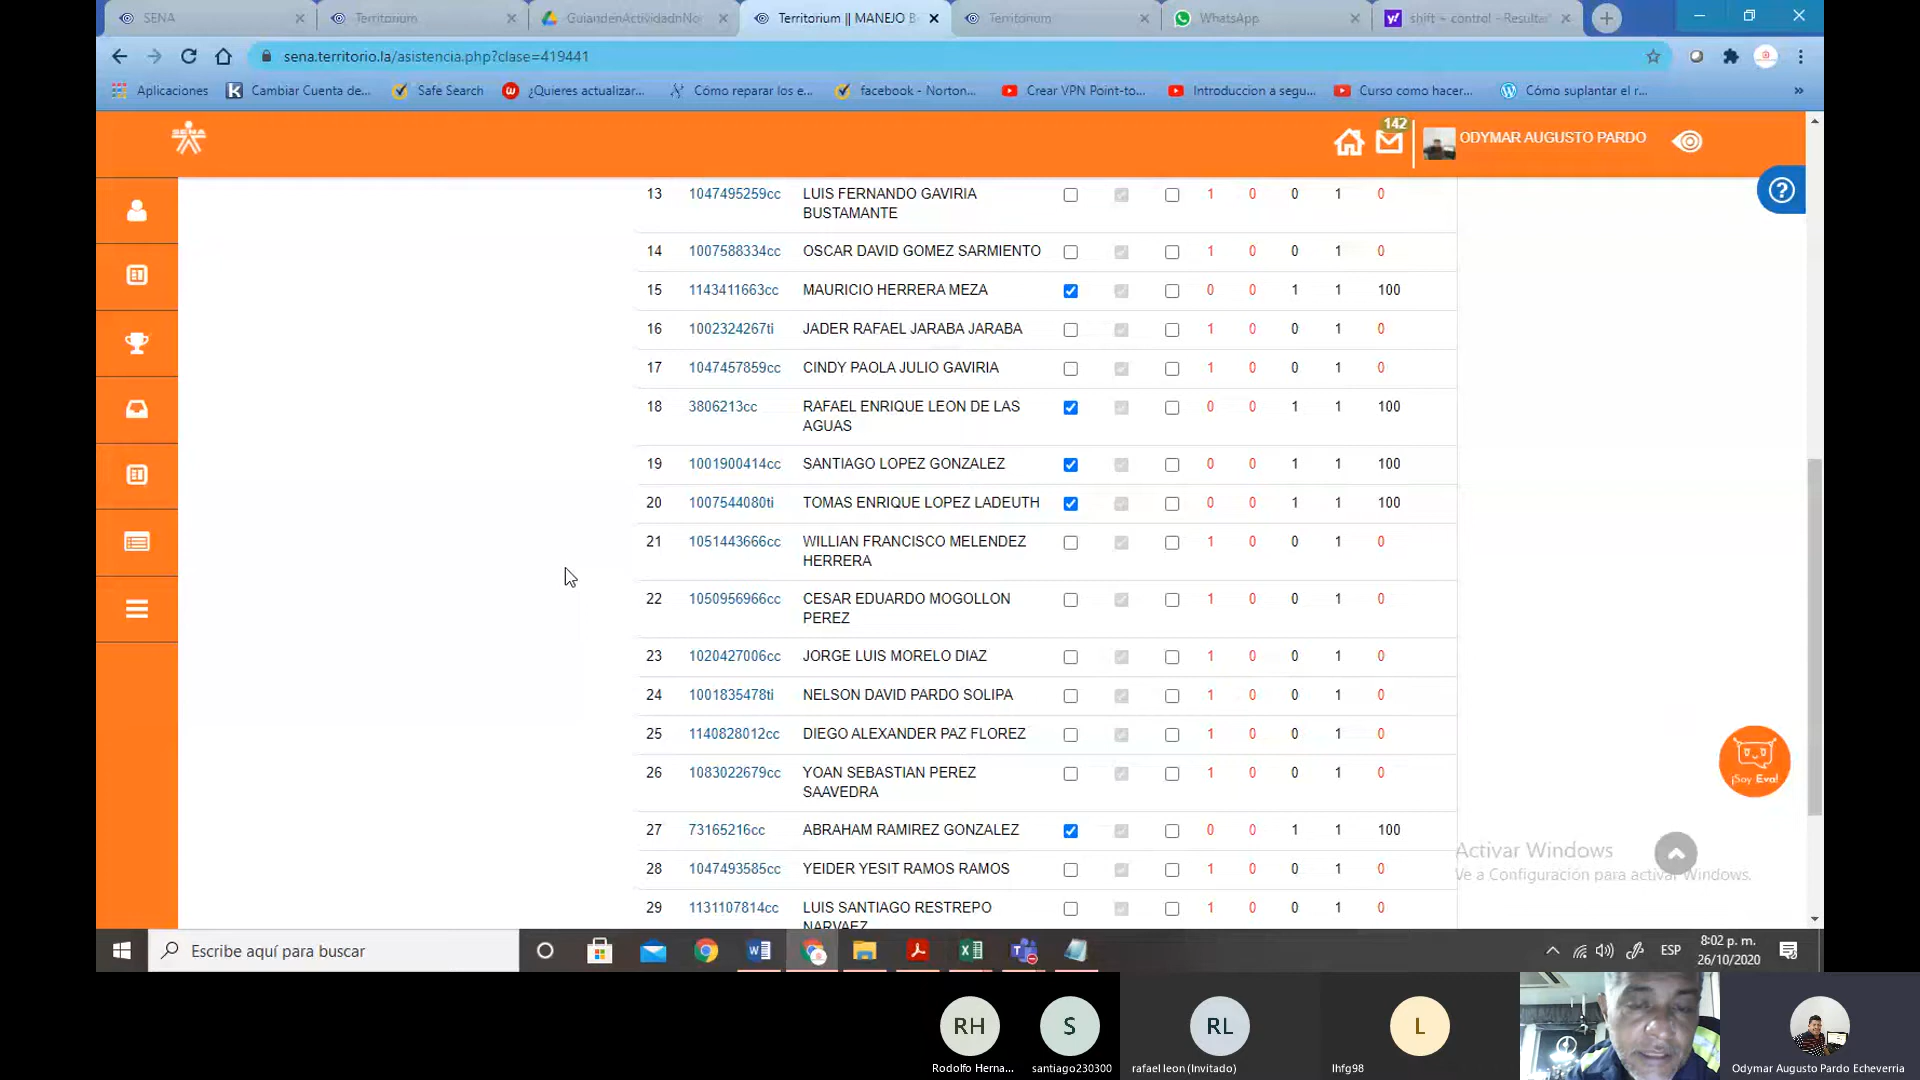 SENA
Territorium
GuiandenActividadnNo
Territorium || MANEJO B
Territorium
WhatsApp
shift + control - Resultar
sena.territorio.la/asistencia.php?clase=419441
Aplicaciones
Cambiar Cuenta de...
Safe Search
¿Quieres actualizar...
Cómo reparar los e...
facebook - Norton...
Crear VPN Point-to...
Introduccion a segu...
Curso como hacer...
Cómo suplantar el r...
»
SENA
142
ODYMAR AUGUSTO PARDO
?
13 1047495259cc LUIS FERNANDO GAVIRIA 1 0 0 1 0
BUSTAMANTE
14 1007588334cc OSCAR DAVID GOMEZ SARMIENTO 1 0 0 1 0
15 1143411663cc MAURICIO HERRERA MEZA 0 0 1 1 100
16 1002324267ti JADER RAFAEL JARABA JARABA 1 0 0 1 0
17 1047457859cc CINDY PAOLA JULIO GAVIRIA 1 0 0 1 0
18 3806213cc RAFAEL ENRIQUE LEON DE LAS 0 0 1 1 100
AGUAS
19 1001900414cc SANTIAGO LOPEZ GONZALEZ 0 0 1 1 100
20 1007544080ti TOMAS ENRIQUE LOPEZ LADEUTH 0 0 1 1 100
21 1051443666cc WILLIAN FRANCISCO MELENDEZ 1 0 0 1 0
HERRERA
22 1050956966cc CESAR EDUARDO MOGOLLON 1 0 0 1 0
PEREZ
23 1020427006cc JORGE LUIS MORELO DIAZ 1 0 0 1 0
24 1001835478ti NELSON DAVID PARDO SOLIPA 1 0 0 1 0
25 1140828012cc DIEGO ALEXANDER PAZ FLOREZ 1 0 0 1 0
26 1083022679cc YOAN SEBASTIAN PEREZ 1 0 0 1 0
SAAVEDRA
27 73165216cc ABRAHAM RAMIREZ GONZALEZ 0 0 1 1 100
28 1047493585cc YEIDER YESIT RAMOS RAMOS 1 0 0 1 0
29 1131107814cc LUIS SANTIAGO RESTREPO 1 0 0 1 0
NARVAEZ
¡Soy Eva!
Activar Windows
Ve a Configuración para activar Windows.
Escribe aquí para buscar
ESP
8:02 p. m.
26/10/2020
RH
S
RL
L
Rodolfo Herna...
santiago230300
rafael leon (Invitado)
lhfg98
Odymar Augusto Pardo Echeverria